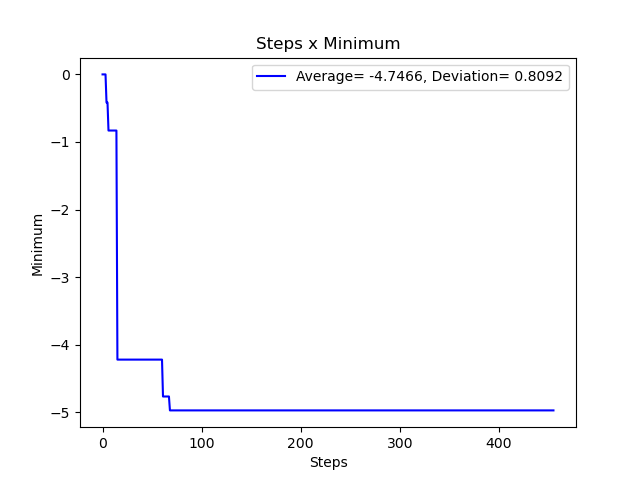 Steps x Minimum
Average= -4.7466, Deviation= 0.8092
Minimum
0
−1
−2
−3
−4
−5
0 100 200 300 400
Steps